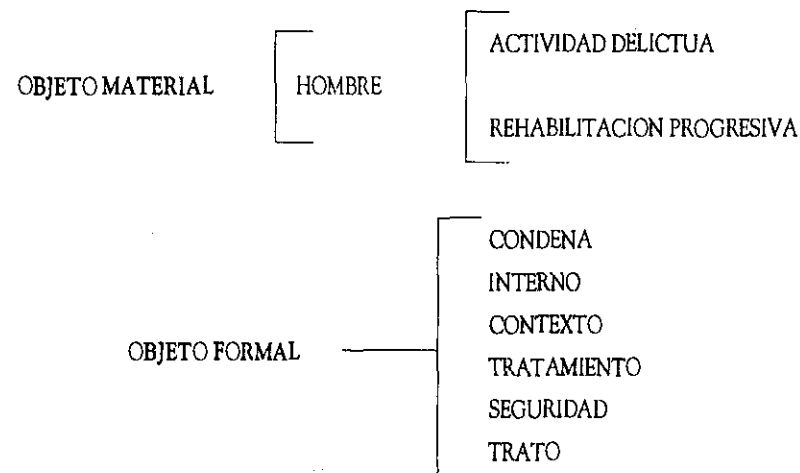 ACTIVIDAD DELICTUA
OBJETO MATERIAL HOMBRE
REHABILITACION PROGRESIVA
CONDENA
INTERNO
CONTEXTO
OBJETO FORMAL
TRATAMIENTO
SEGURIDAD
TRATO